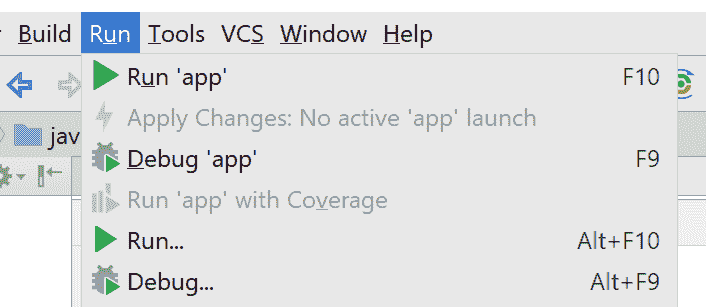 Build Run Tools VCS Window Help
Run 'app' F10
Apply Changes: No active 'app' launch
jav
Debug 'app' F9
Run 'app' with Coverage
Run... Alt+F10
Debug... Alt+F9